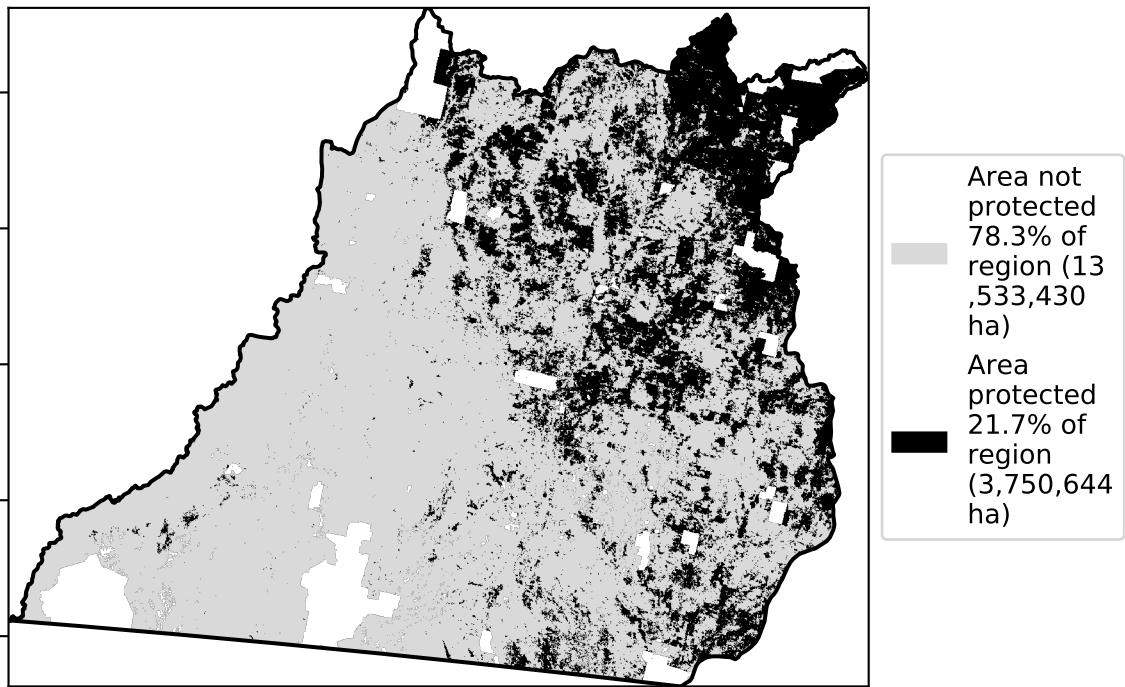 Area not
protected
78.3% of
region (13
,533,430
ha)
Area
protected
21.7% of
region
(3,750,644
ha)